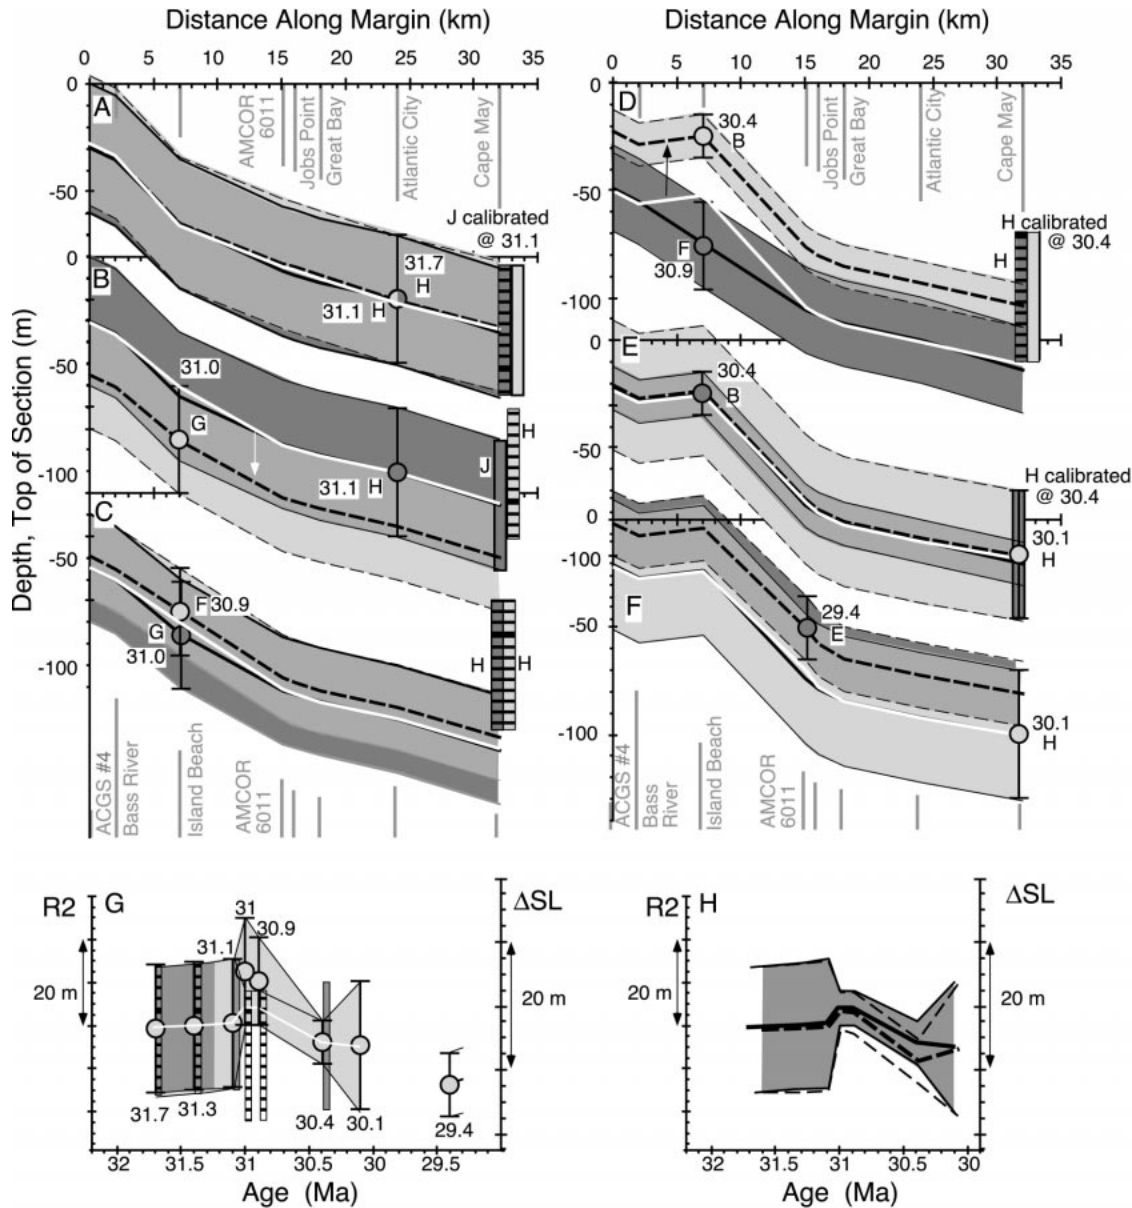 Distance Along Margin (km)
0 5 10 15 20 25 30 35
0
A
AMCOR
6011
Jobs Point
Great Bay
Atlantic City
Cape May
-50
J calibrated
@ 31.1
31.7
H
31.1 H
0
B
-50
31.0
G
H
J
31.1 H
-100
C
-50
F 30.9
G
31.0
H H
-100
ACGS #4
Bass River
Island Beach
AMCOR
6011
Depth, Top of Section (m)
Distance Along Margin (km)
0 5 10 15 20 25 30 35
0
D
30.4
B
Jobs Point
Great Bay
Atlantic City
Cape May
-50
F
30.9
H calibrated
@ 30.4
H
-100
0
E
30.4
B
-50
H calibrated
@ 30.4
30.1
H
0
-100
F
29.4
E
-50
30.1
H
-100
ACGS #4
Bass
River
Island Beach
AMCOR
6011
R2 G
ΔSL
31
30.9
31.1
20 m
20 m
31.7 31.3 30.4 30.1 29.4
32 31.5 31 30.5 30 29.5
Age (Ma)
R2 H
ΔSL
20 m
20 m
32 31.5 31 30.5 30
Age (Ma)